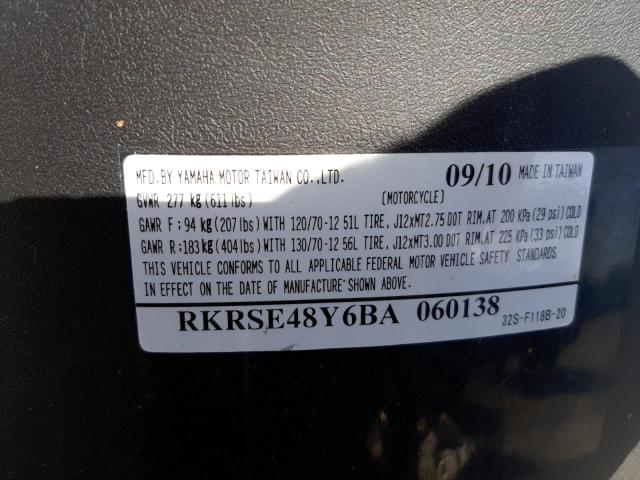 MFD.BY YAMAHA MOTOR TAIWAN CO.,LTD. 09/10 MADE IN TAIWAN
GVWR 277 kg (611 lbs) [MOTORCYCLE]
GAWR F : 94 kg (207 lbs) WITH 120/70-12 51L TIRE, J12xMT2.75 DOT RIM,AT 200 KPa (29 psi) COLD
GAWR R : 183 kg (404 lbs) WITH 130/70-12 56L TIRE, J12xMT3.00 DOT RIM,AT 225 KPa (33 psi) COLD
THIS VEHICLE CONFORMS TO ALL APPLICABLE FEDERAL MOTOR VEHICLE SAFETY STANDARDS
IN EFFECT ON THE DATE OF MANUFACTURE SHOWN ABOVE.
RKRSE48Y6BA 060138 32S-F118B-20